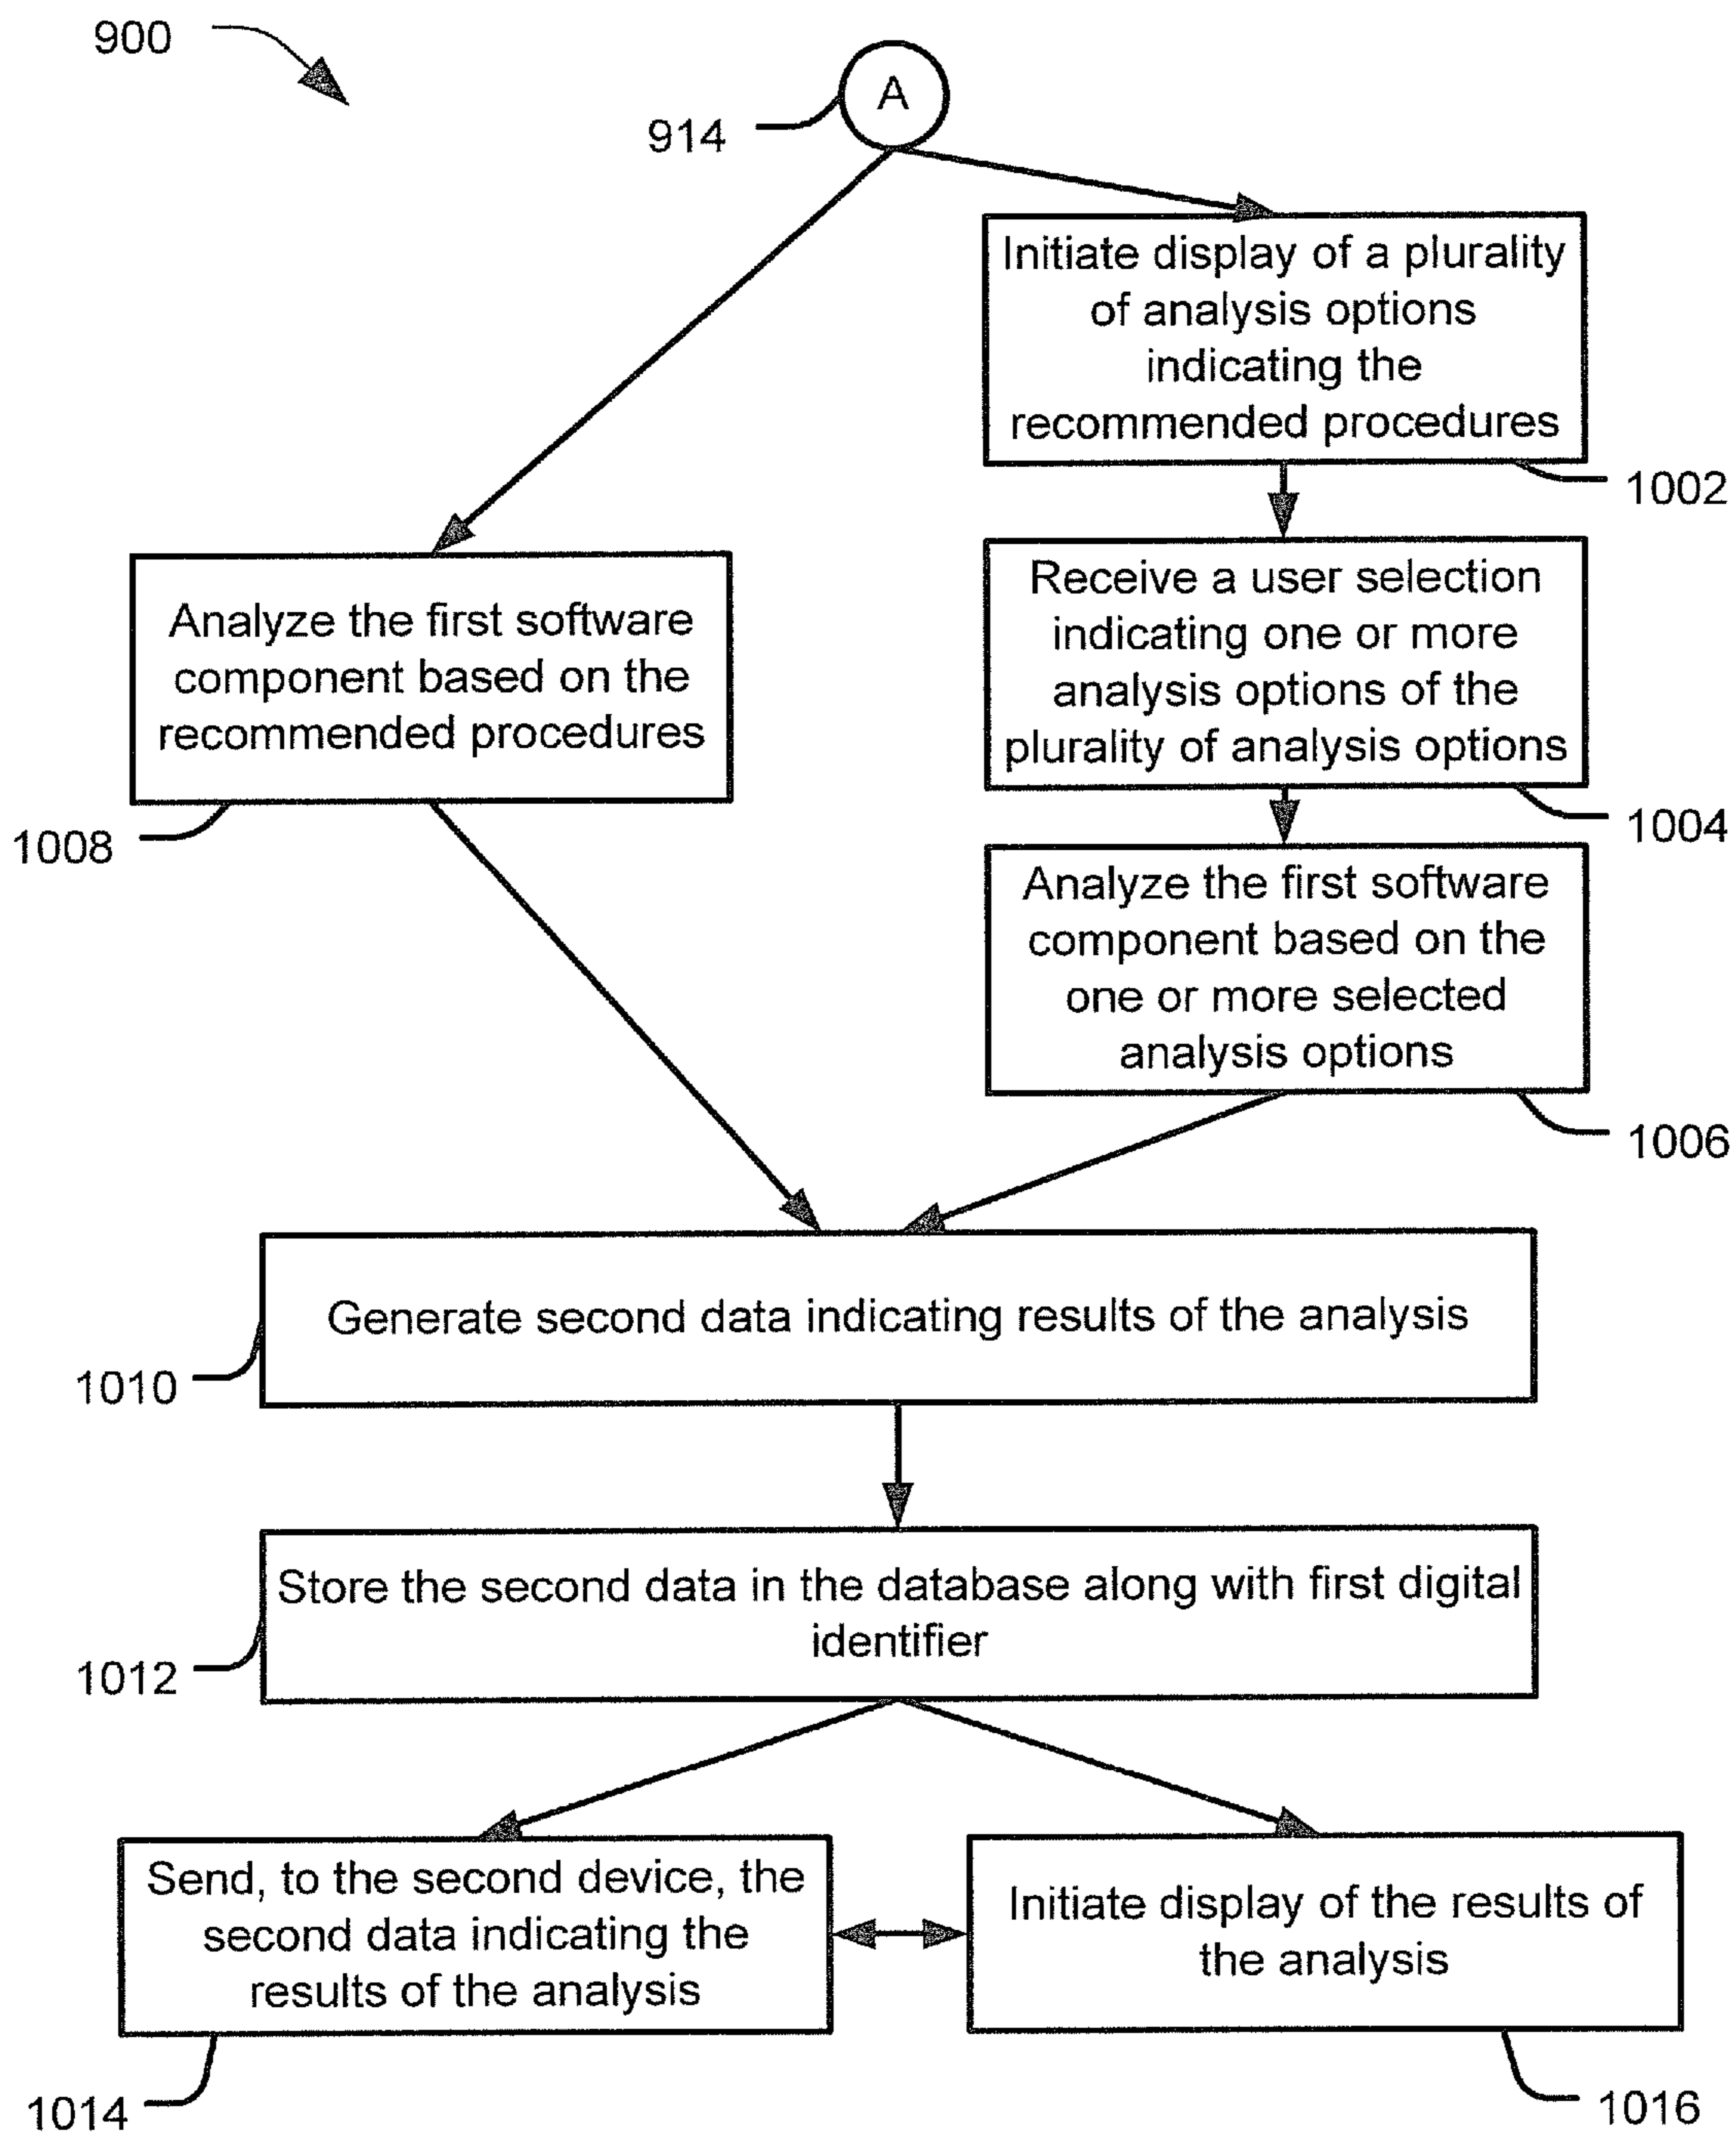 900
A
914
Initiate display of a plurality
of analysis options
indicating the
recommended procedures
1002
Receive a user selection
indicating one or more
analysis options of the
plurality of analysis options
1004
Analyze the first software
component based on the
recommended procedures
1008
Analyze the first software
component based on the
one or more selected
analysis options
1006
Generate second data indicating results of the analysis
1010
Store the second data in the database along with first digital
identifier
1012
Send, to the second device, the
second data indicating the
results of the analysis
1014
Initiate display of the results of
the analysis
1016